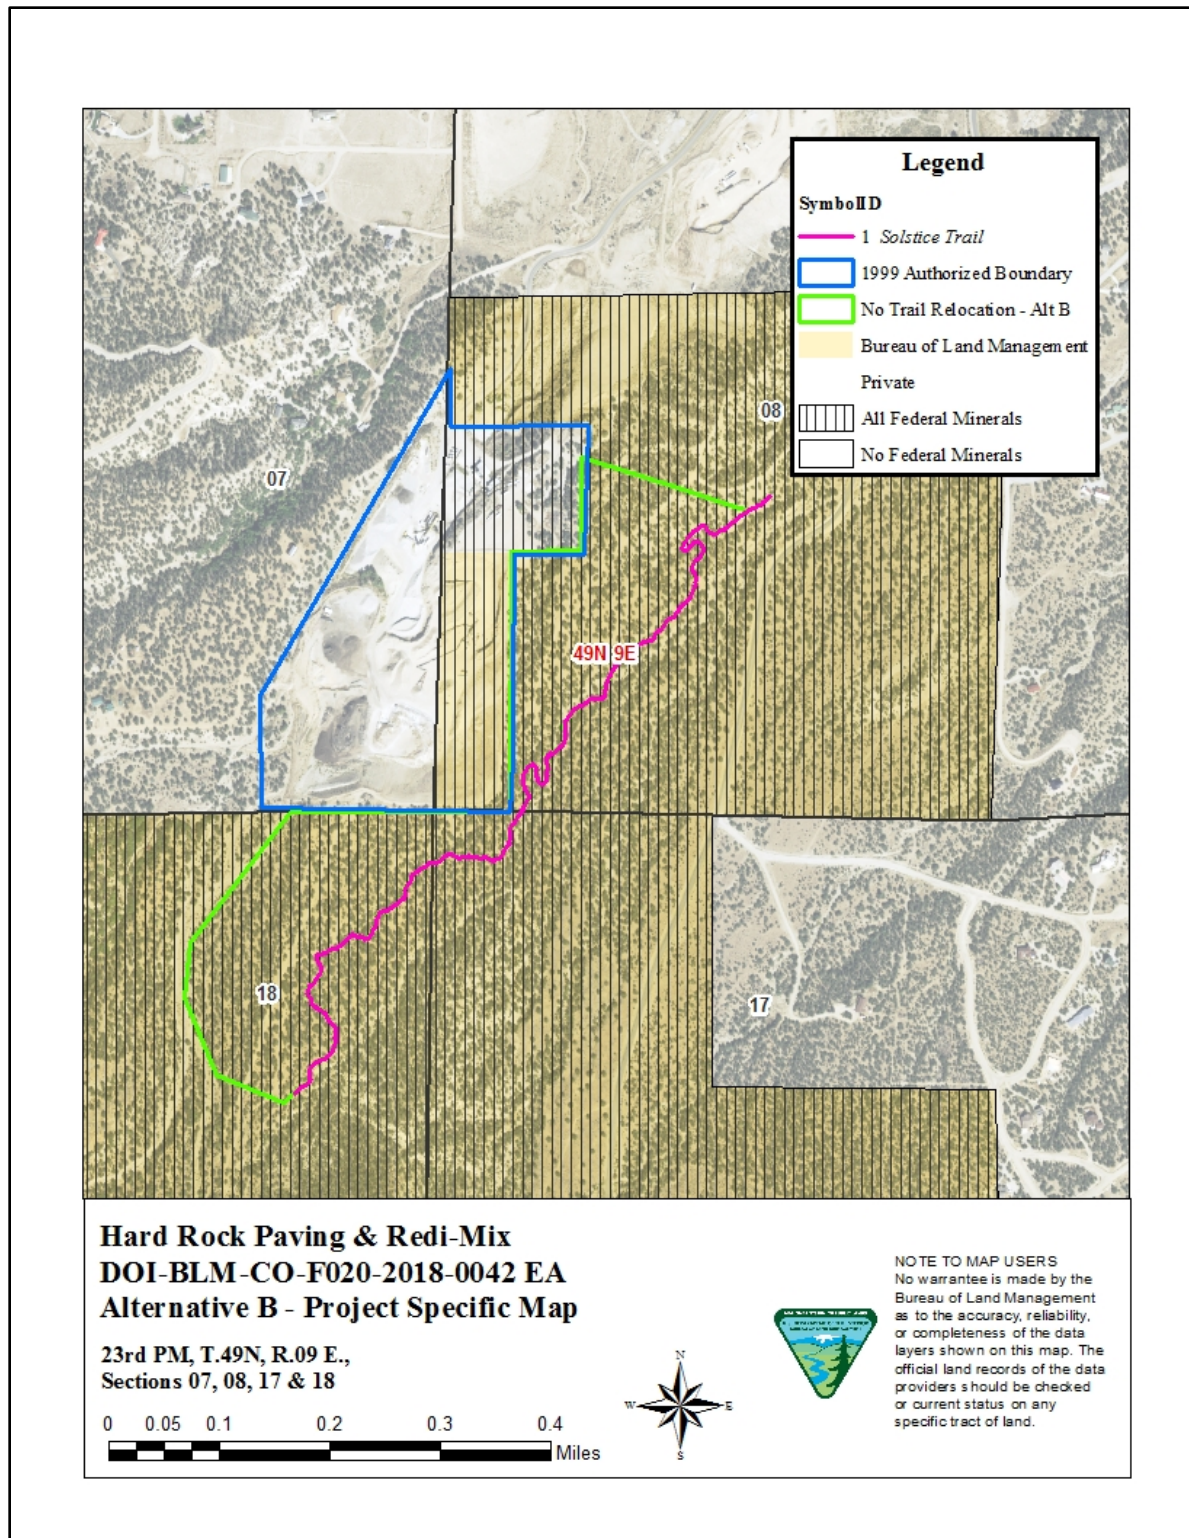 Legend
SymbolID
1 Solstice Trail
1999 Authorized Boundary
No Trail Relocation - Alt B
Bureau of Land Management
Private
All Federal Minerals
No Federal Minerals
08
07
49N 9E
18
17
Hard Rock Paving & Redi-Mix
DOI-BLM-CO-F020-2018-0042 EA
Alternative B - Project Specific Map
23rd PM, T.49N, R.09 E.,
Sections 07, 08, 17 & 18
0 0.05 0.1 0.2 0.3 0.4
Miles
N
W E
S
NOTE TO MAP USERS
No warrantee is made by the
Bureau of Land Management
as to the accuracy, reliability,
or completeness of the data
layers shown on this map. The
official land records of the data
providers should be checked
or current status on any
specific tract of land.